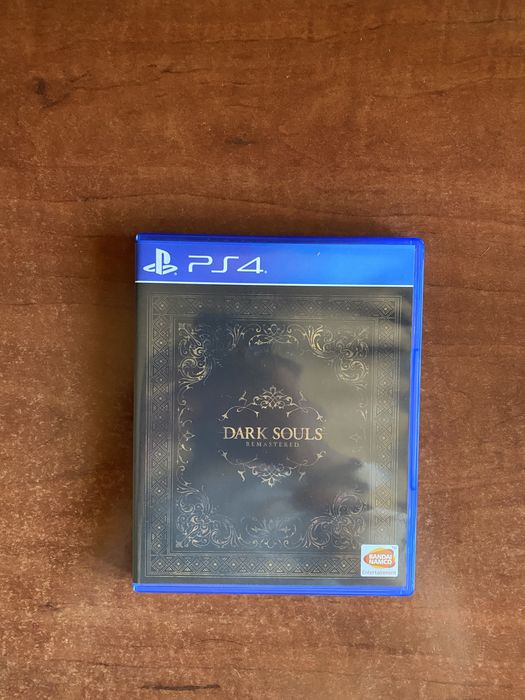 PS4
DARK SOULS
REMASTERED
BANDAI
NAMCO
Entertainment